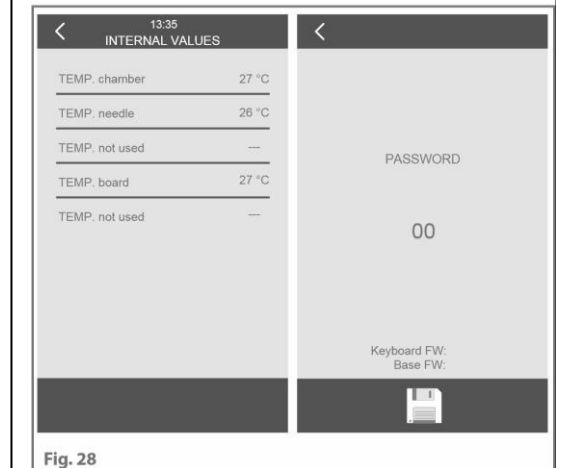 13:35
INTERNAL VALUES
TEMP. chamber 27 °C
TEMP. needle 26 °C
TEMP. not used ---
TEMP. board 27 °C
TEMP. not used ---
PASSWORD
00
Keyboard FW:
Base FW:
Fig. 28